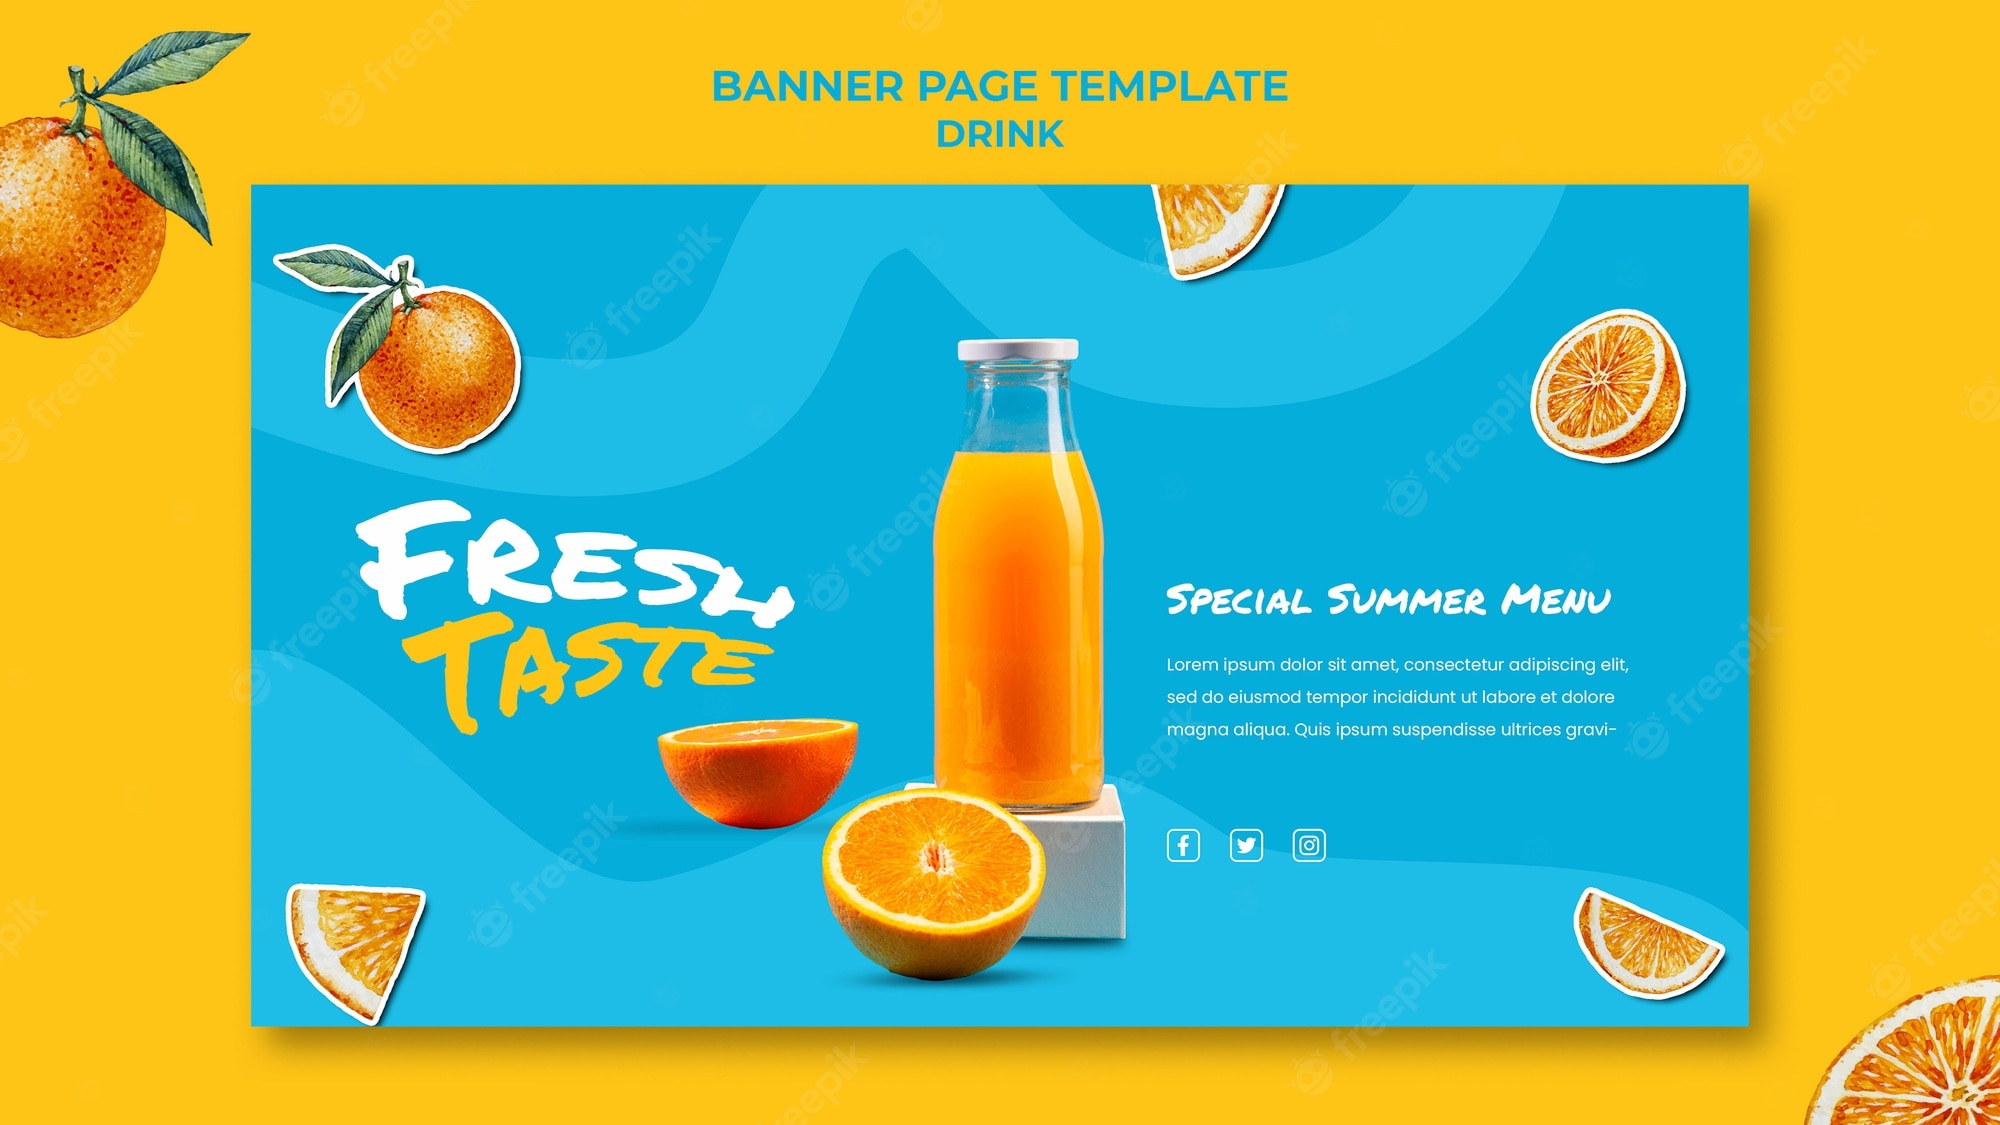 BANNER PAGE TEMPLATE
DRINK
FRESH
TASTE
SPECIAL SUMMER MENU
Lorem ipsum dolor sit amet, consectetur adipiscing elit,
sed do eiusmod tempor incididunt ut labore et dolore
magna aliqua. Quis ipsum suspendisse ultrices gravi-
freepik